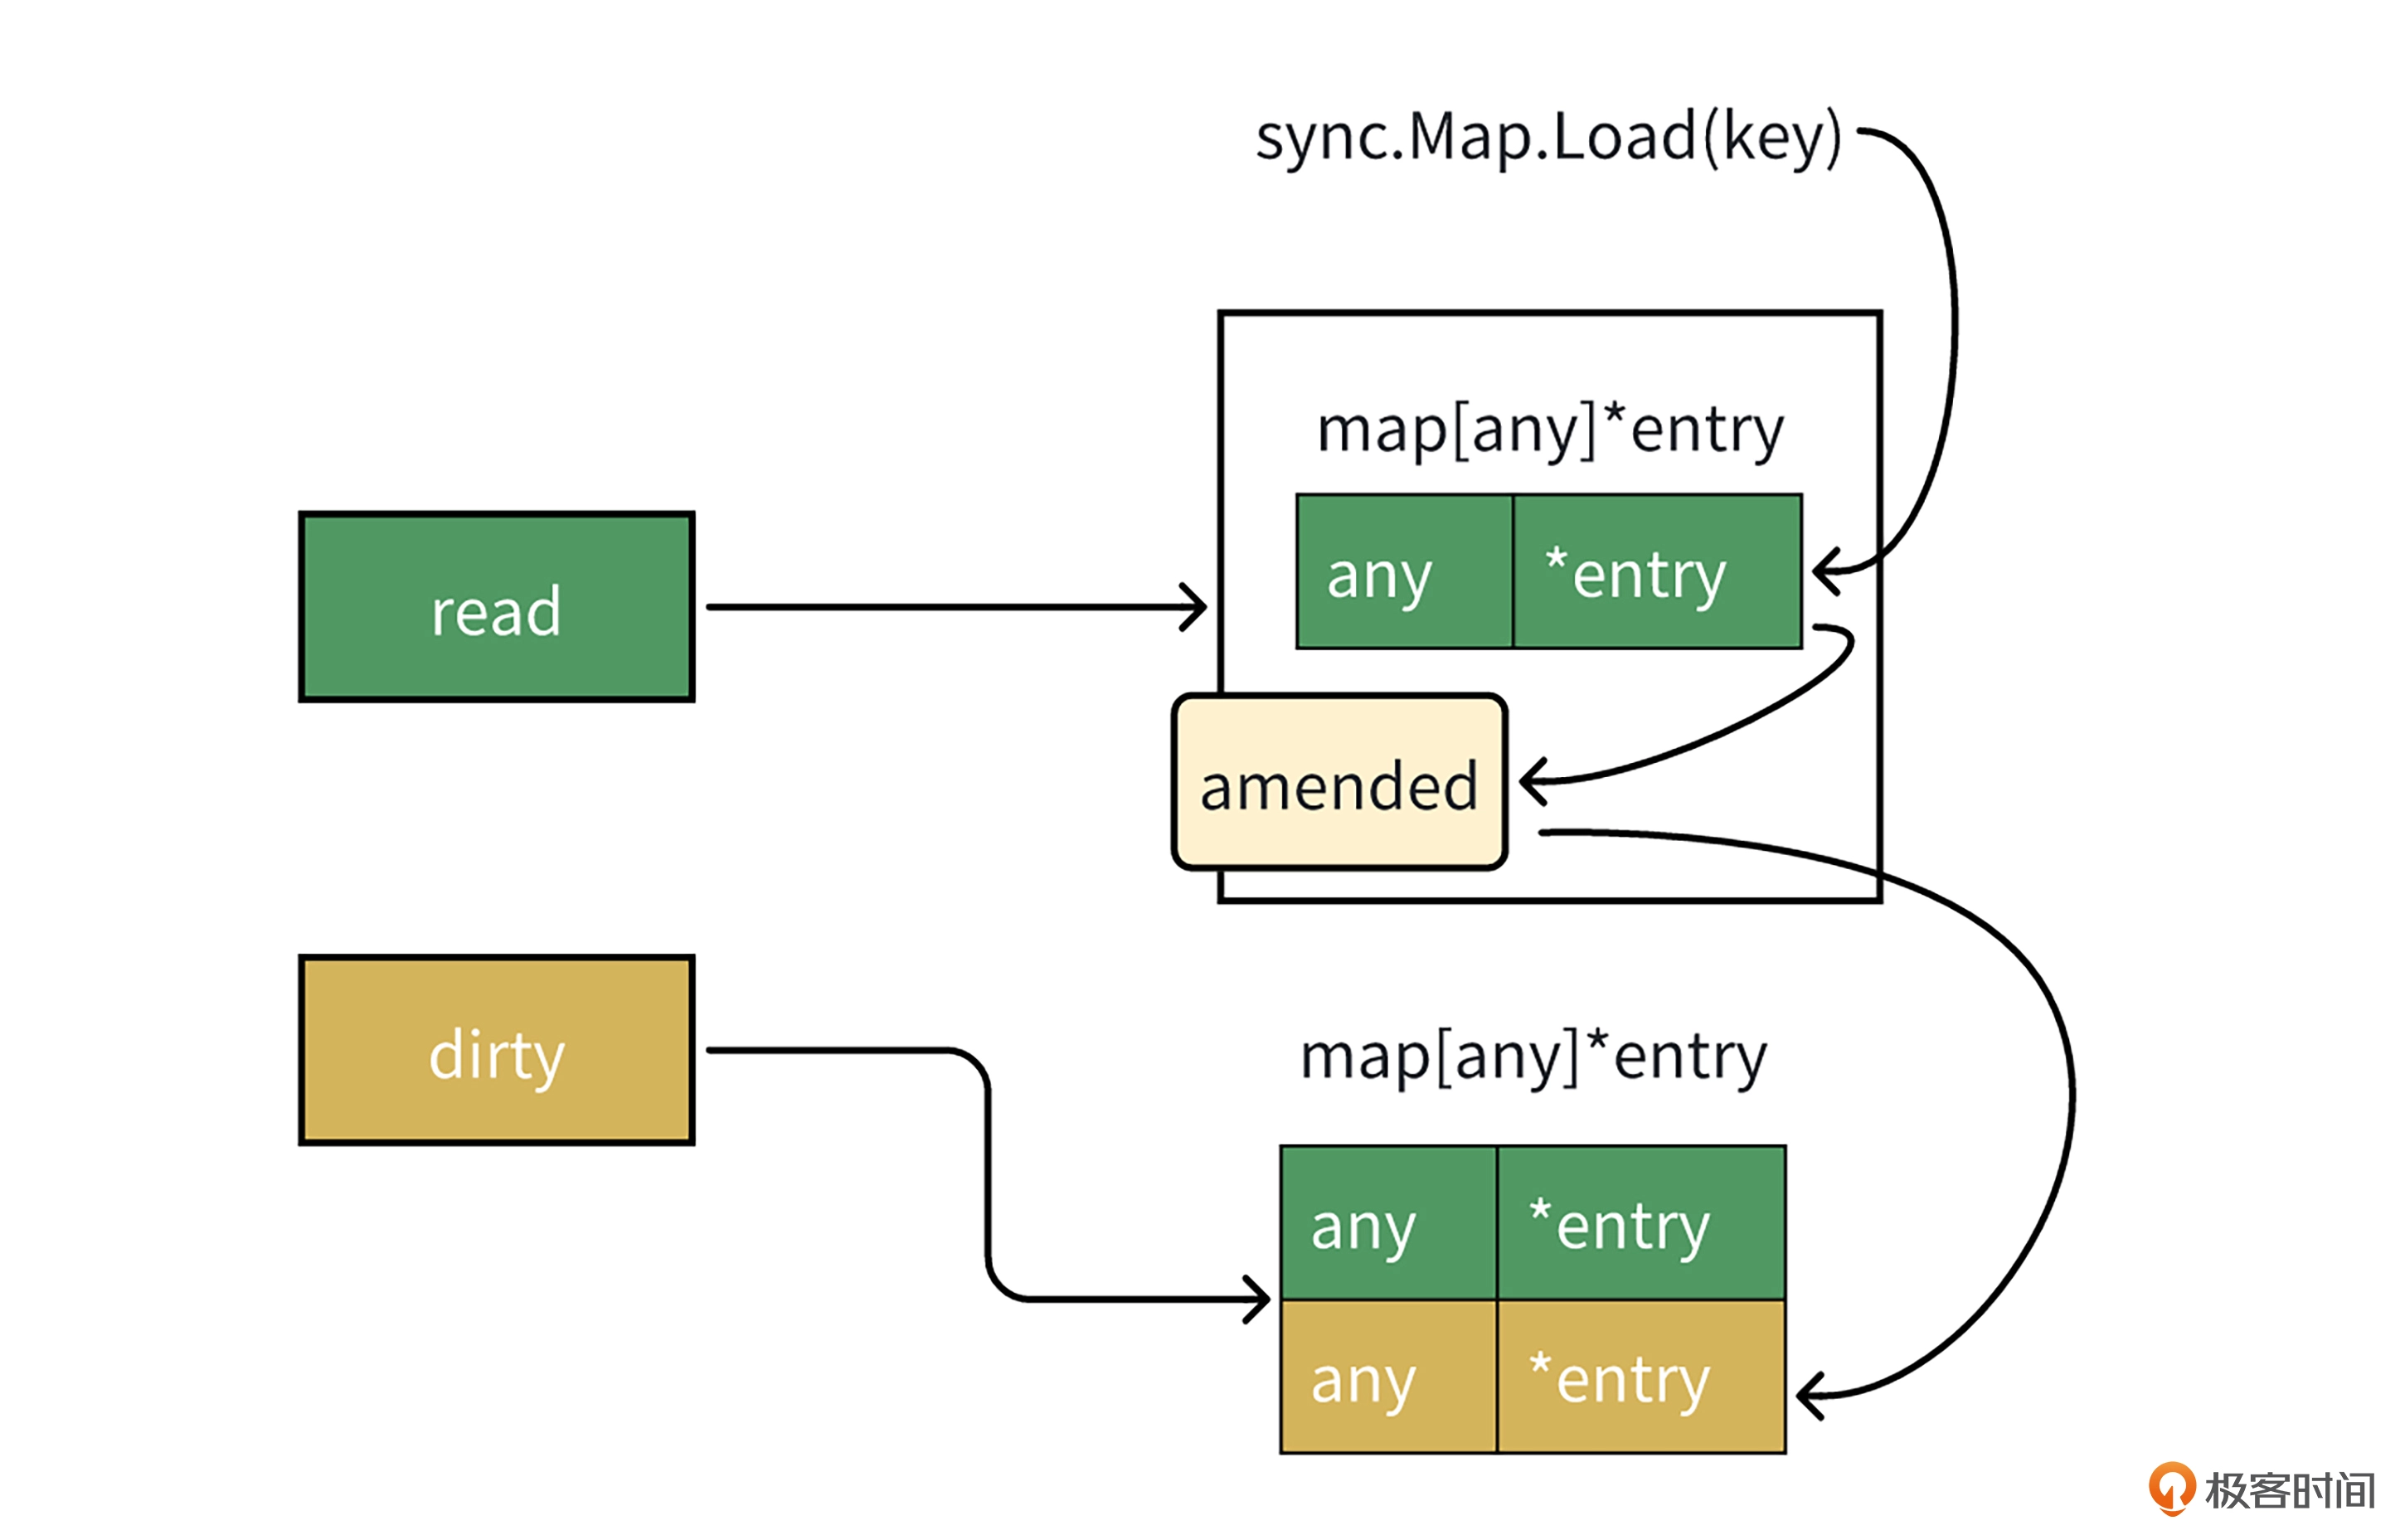 sync.Map.Load(key)
map[any]*entry
any *entry
read
amended
dirty
map[any]*entry
any *entry
any *entry
极客时间